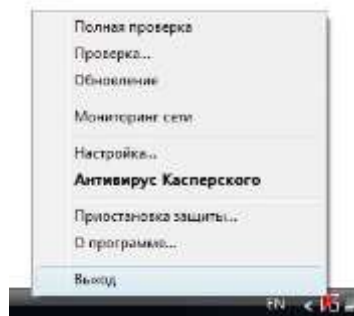 Полная проверка
Проверка...
Обновление
Мониторинг сети
Настройка...
Антивирус Касперского
Приостановка защиты...
О программе...
Выход
EN